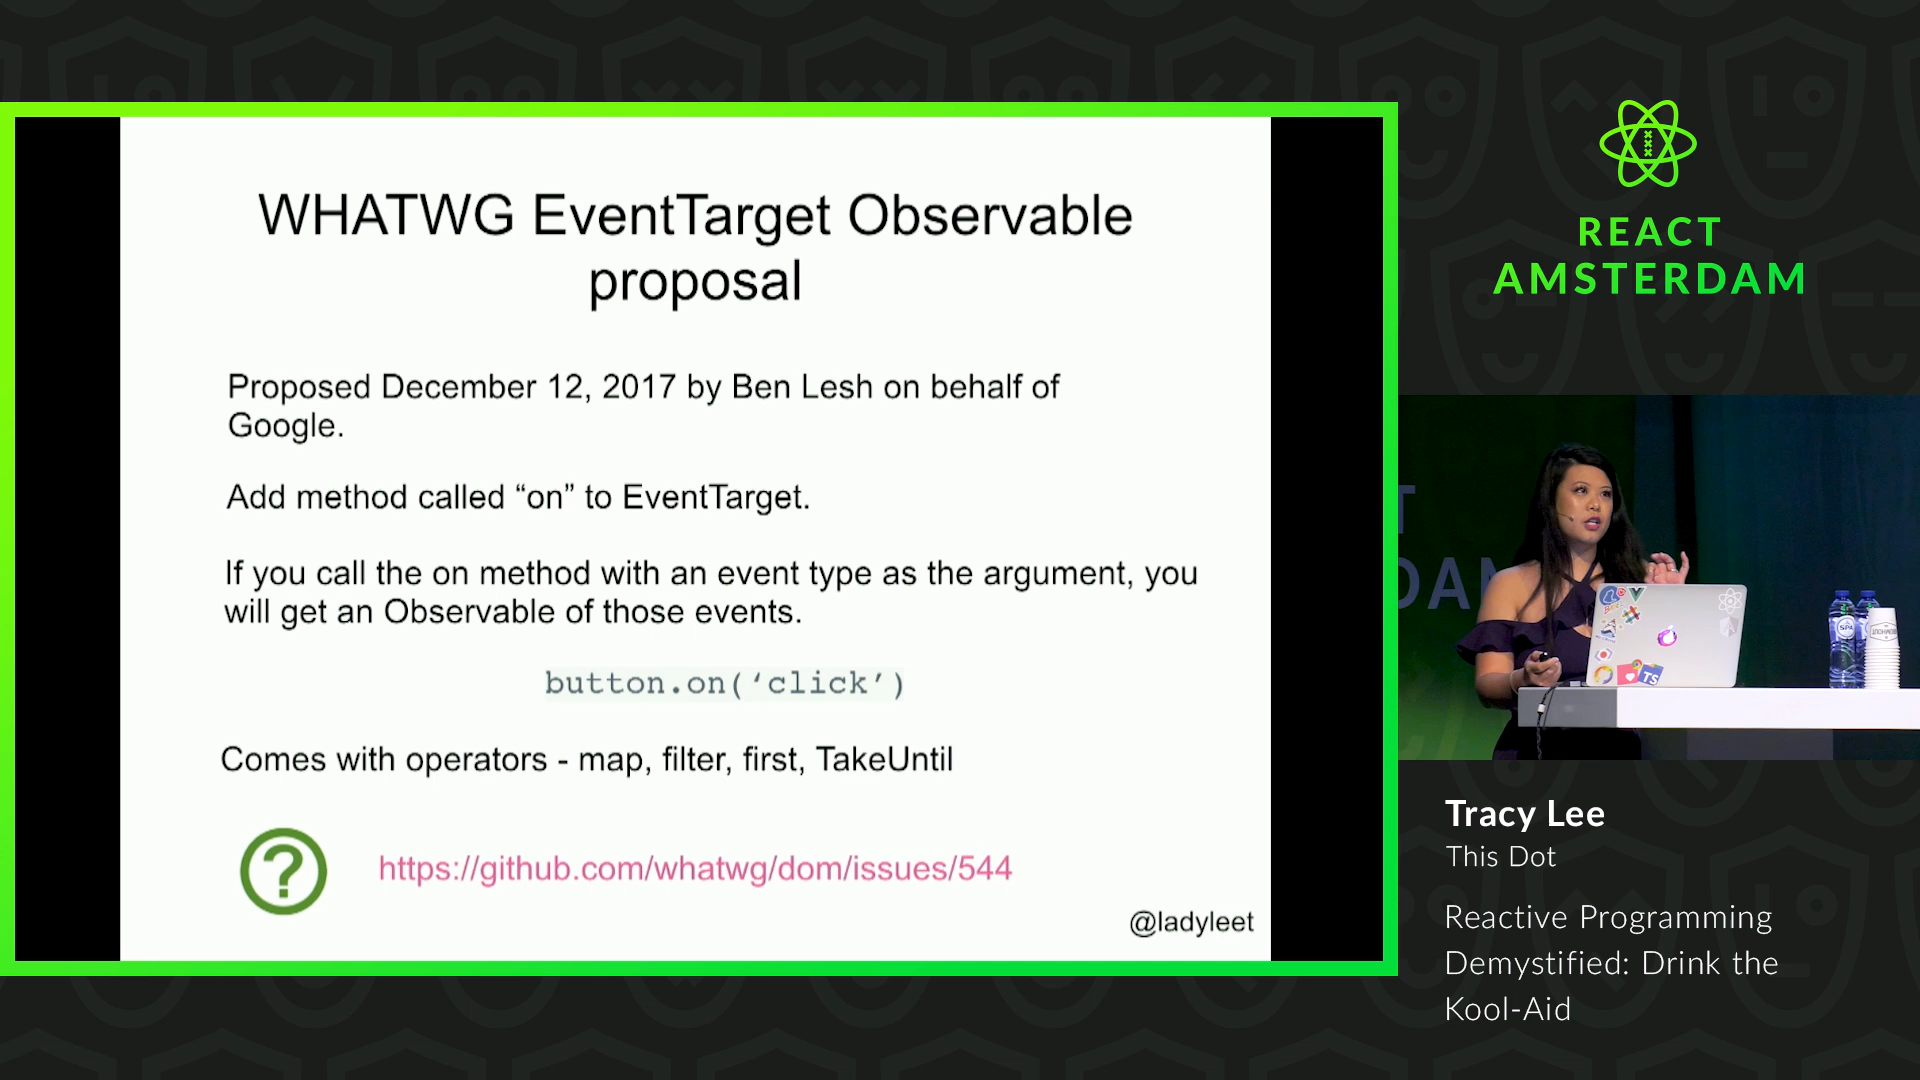 WHATWG EventTarget Observable
proposal
Proposed December 12, 2017 by Ben Lesh on behalf of
Google.
Add method called “on” to EventTarget.
If you call the on method with an event type as the argument, you
will get an Observable of those events.
button.on(‘click’)
Comes with operators - map, filter, first, TakeUntil
?
https://github.com/whatwg/dom/issues/544
@ladyleet
REACT
AMSTERDAM
T
DAM
SPA
TS
Tracy Lee
This Dot
Reactive Programming
Demystified: Drink the
Kool-Aid